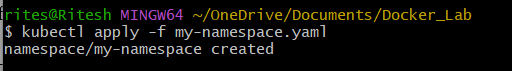 rites@Ritesh MINGW64 ~/OneDrive/Documents/Docker_Lab
$ kubectl apply -f my-namespace.yaml
namespace/my-namespace created